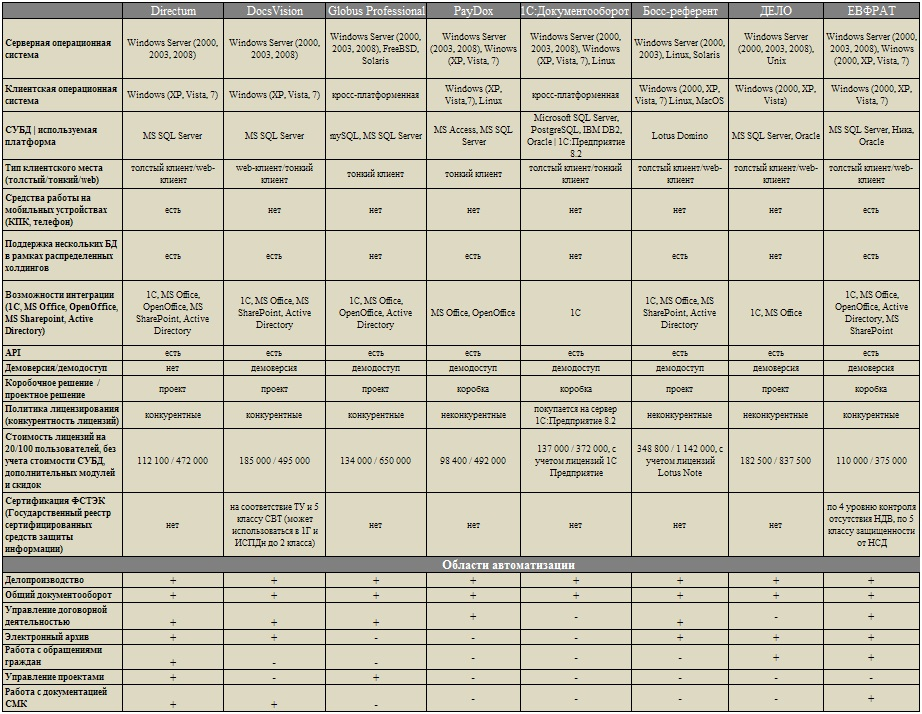 Directum DocsVision Globus Professional PayDox 1С:Документооборот Босс-референт ДЕЛО ЕВФРАТ
Серверная операционная система
Windows Server (2000, 2003, 2008)
Windows Server (2000, 2003, 2008)
Windows Server (2000, 2003, 2008), FreeBSD, Solaris
Windows Server (2003, 2008), Winows (XP, Vista, 7)
Windows Server (2000, 2003, 2008), Windows (XP, Vista, 7), Linux
Windows Server (2000, 2003), Linux, Solaris
Windows Server (2000, 2003, 2008), Unix
Windows Server (2000, 2003, 2008), Winows (2000, XP, Vista, 7)
Клиентская операционная система
Windows (XP, Vista, 7)
Windows (XP, Vista, 7)
кросс-платформенная
Windows (XP, Vista,7), Linux
кросс-платформенная
Windows (2000, XP, Vista, 7) Linux, MacOS
Windows (2000, XP, Vista)
Windows (2000, XP, Vista, 7)
СУБД | используемая платформа
MS SQL Server
MS SQL Server
mySQL, MS SQL Server
MS Access, MS SQL Server
Microsoft SQL Server, PostgreSQL, IBM DB2, Oracle | 1С:Предприятие 8.2
Lotus Domino
MS SQL Server, Oracle
MS SQL Server, Ника, Oracle
Тип клиентского места (толстый/тонкий/web)
толстый клиент/web-клиент
web-клиент/тонкий клиент
тонкий клиент
тонкий клиент
толстый клиент/тонкий клиент
толстый клиент/web-клиент
толстый клиент/web-клиент
толстый клиент/web-клиент
Средства работы на мобильных устройствах (КПК, телефон)
есть нет нет нет нет нет нет есть
Поддержка нескольких БД в рамках распределенных холдингов
есть есть нет есть нет есть нет есть
Возможности интеграции (1С, MS Office, OpenOffice, MS Sharepoint, Active Directory)
1С, MS Office, OpenOffice, MS SharePoint, Active Directory
1С, MS Office, MS SharePoint, Active Directory
1С, MS Office, OpenOffice, Active Directory
MS Office, OpenOffice
1С
1С, MS Office, MS SharePoint, Active Directory
1С, MS Office
1С, MS Office, OpenOffice, Active Directory, MS SharePoint
API
есть есть есть есть есть есть есть есть
Демоверсия/демодоступ
нет демоверсия демодоступ демодоступ демодоступ демодоступ демоверсия демоверсия
Коробочное решение / проектное решение
проект проект проект коробка коробка проект проект коробка
Политика лицензирования (конкурентность лицензий)
конкурентные
конкурентные
конкурентные
неконкурентные
покупается на сервер 1С:Предприятие 8.2
неконкурентные
неконкурентные
конкурентные
Стоимость лицензий на 20/100 пользователей, без учета стоимости СУБД, дополнительных модулей и скидок
112 100 / 472 000
185 000 / 495 000
134 000 / 650 000
98 400 / 492 000
137 000 / 372 000, с учетом лицензий 1С Предприятие
348 800 / 1 142 000, с учетом лицензий Lotus Note
182 500 / 837 500
110 000 / 375 000
Сертификация ФСТЭК (Государственный реестр сертифицированных средств защиты информации)
нет
на соответствие ТУ и 5 классу СВТ (может использоваться в 1Г и ИСПДн до 2 класса)
нет
нет
нет
нет
нет
по 4 уровню контроля отсутствия НДВ, по 5 классу защищенности от НСД
Области автоматизации
Делопроизводство + + + + + + + +
Общий документооборот + + + + + + + +
Управление договорной деятельностью + + + + - + - +
Электронный архив + + - - - + + +
Работа с обращениями граждан + - - - - - + +
Управление проектами + - + - - - - -
Работа с документацией СМК + + - - - - - +